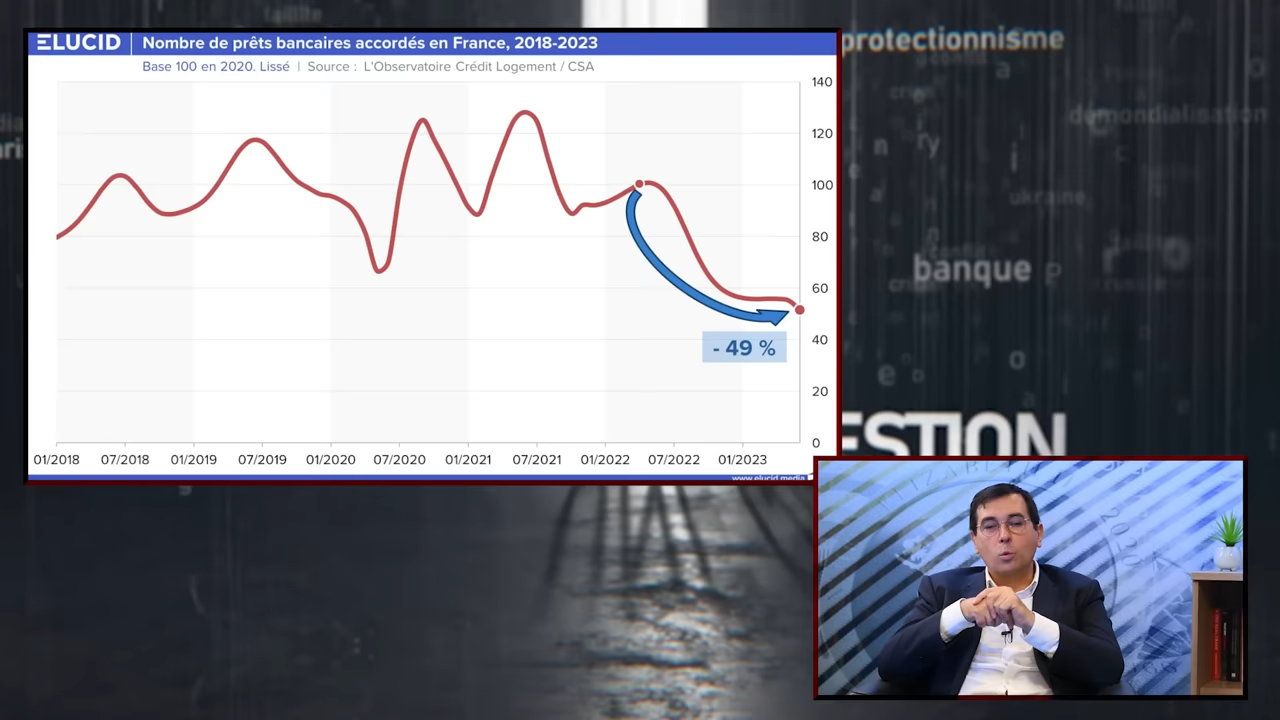 ELUCID Nombre de prêts bancaires accordés en France, 2018-2023
Base 100 en 2020. Lissé | Source : L'Observatoire Crédit Logement / CSA
140
120
100
80
60
40
20
0
- 49 %
01/2018 07/2018 01/2019 07/2019 01/2020 07/2020 01/2021 07/2021 01/2022 07/2022 01/2023
www.elucid.media
protectionnisme
démondialisation
ry
ukraine
banque
ESTION